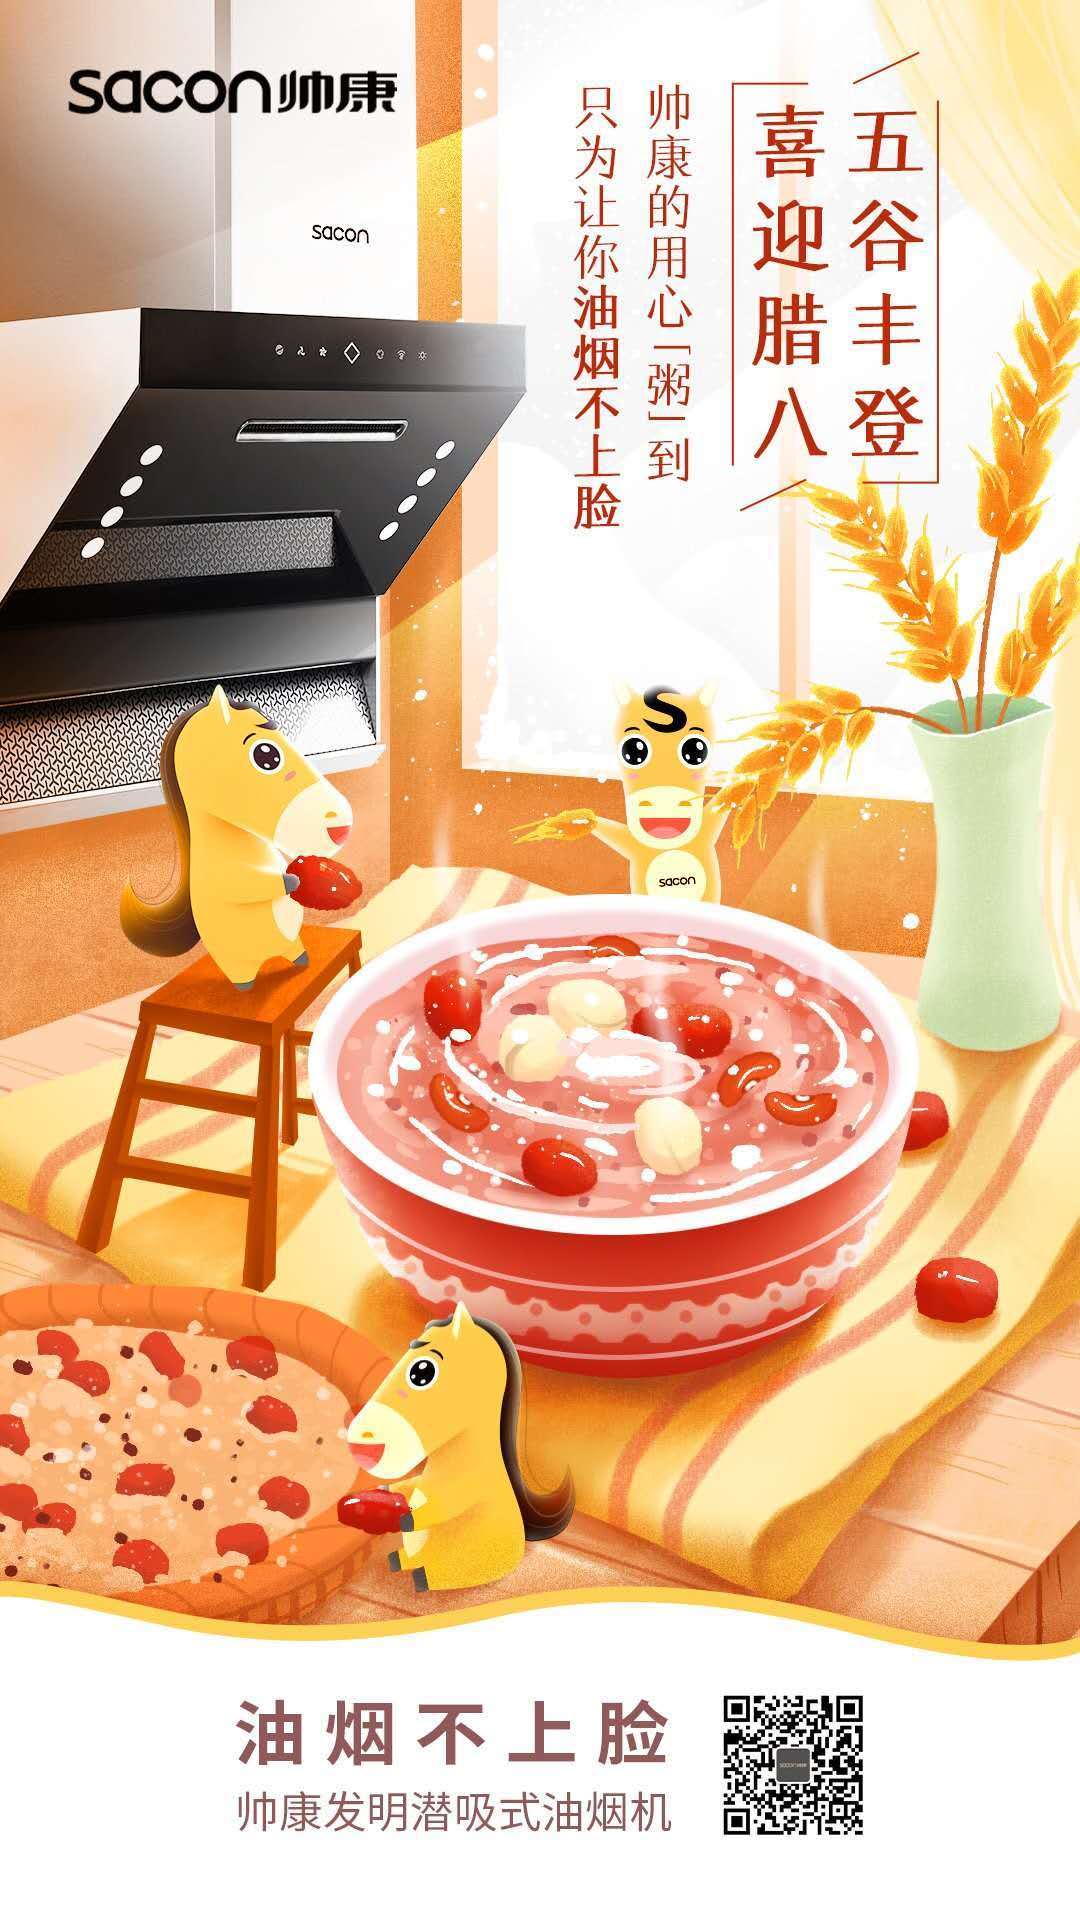 sacon帅康
sacon
五谷丰登
喜迎腊八
帅康的用心「粥」到
只为让你油烟不上脸
S
sacon
油烟不上脸
帅康发明潜吸式油烟机